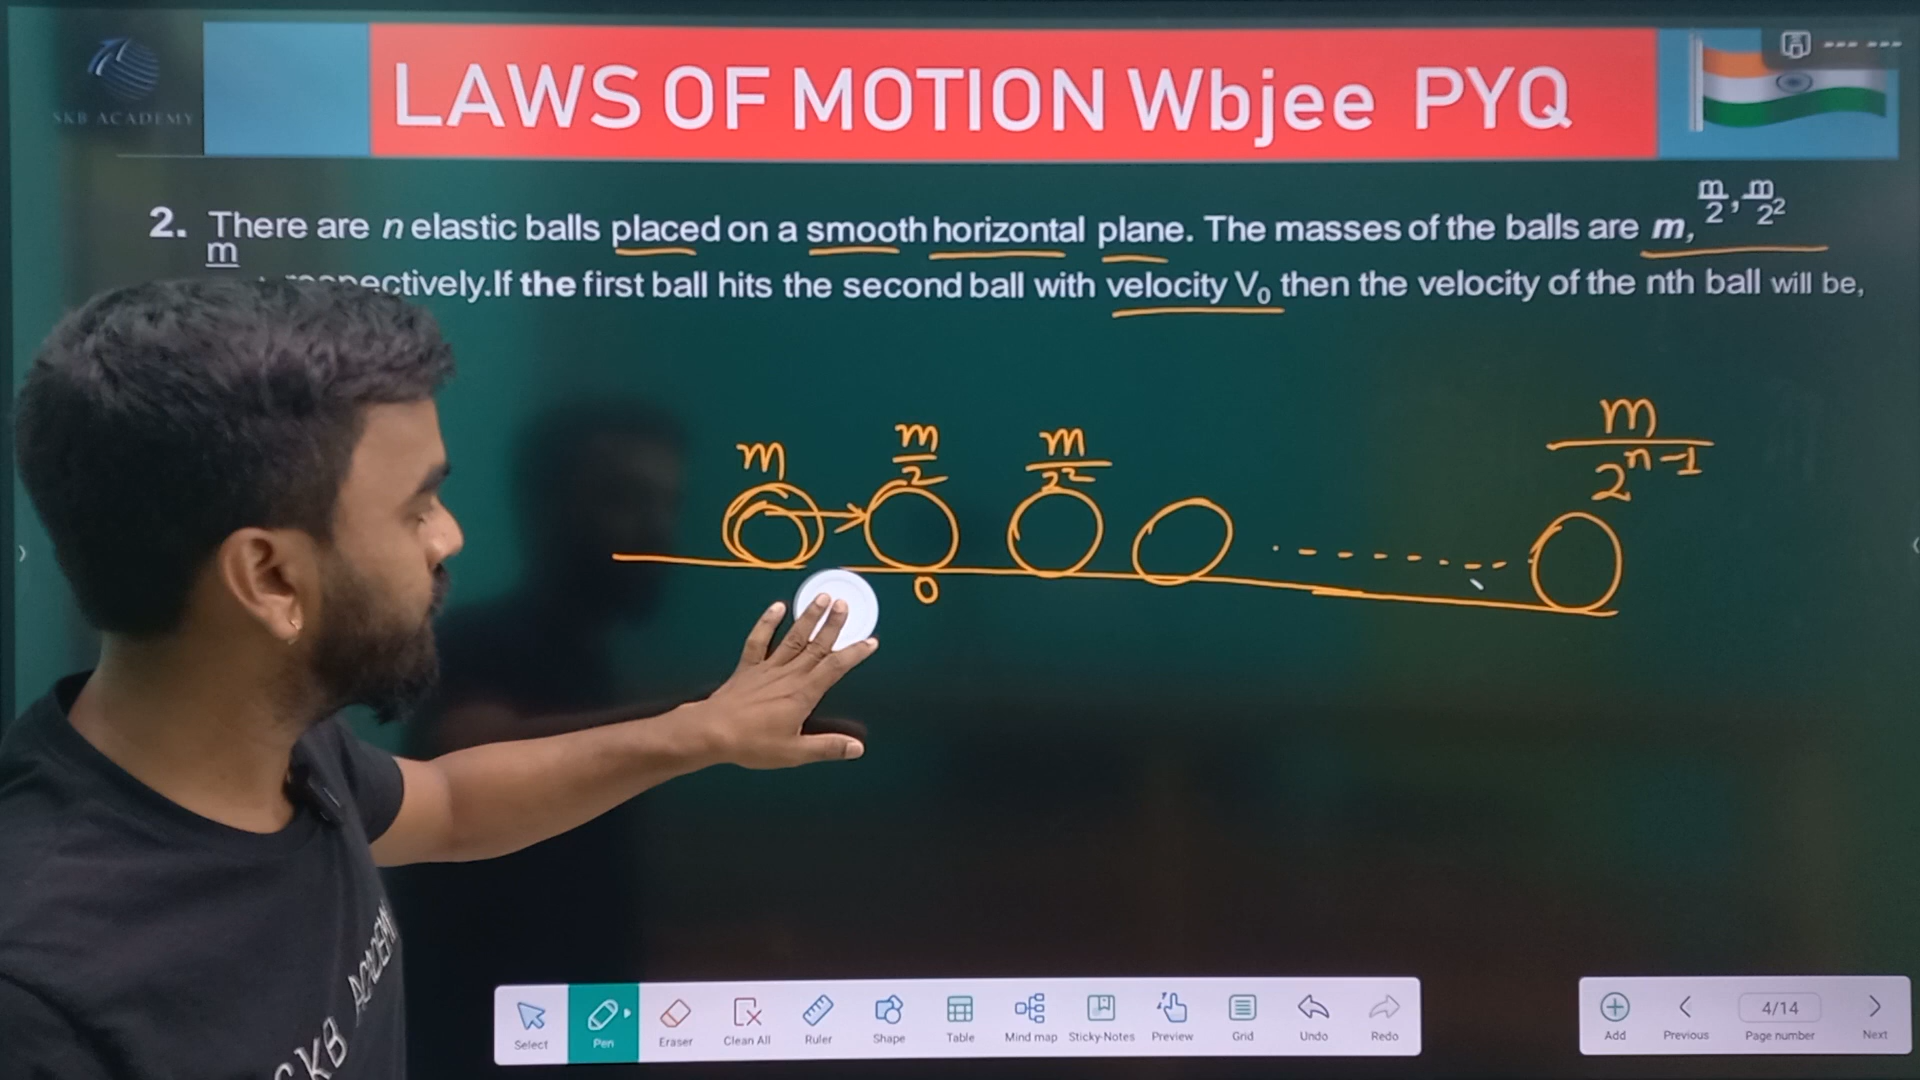 SKB ACADEMY
LAWS OF MOTION Wbjee PYQ
2. There are n elastic balls placed on a smooth horizontal plane. The masses of the balls are m, m/2, m/2²
m
ectively.If the first ball hits the second ball with velocity V₀ then the velocity of the nth ball will be,
m m/2 m/2² m/2ⁿ⁻¹
0
SKB ACADEMY
Select Pen Eraser Clean All Ruler Shape Table Mind map Sticky-Notes Preview Grid Undo Redo
Add Previous 4/14 Page number Next